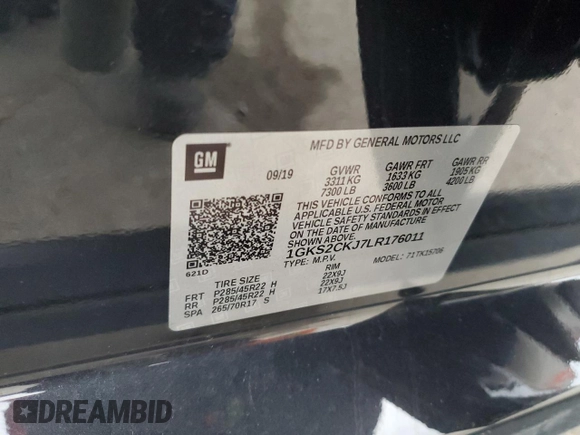 GM
MFD BY GENERAL MOTORS LLC
09/19 GVWR GAWR FRT GAWR RR
3311 KG 1633 KG 1905 KG
7300 LB 3600 LB 4200 LB
THIS VEHICLE CONFORMS TO ALL
APPLICABLE U.S. FEDERAL MOTOR
VEHICLE SAFETY STANDARDS IN EFFECT
ON THE DATE OF MANUFACTURE
SHOWN ABOVE.
1GKS2CKJ7LR176011
TYPE: M.P.V. MODEL: 71TK15706
621D
TIRE SIZE RIM
FRT P285/45R22 H 22X9J
RR P285/45R22 H 22X9J
SPA 265/70R17 S 17X7.5J
DREAMBID